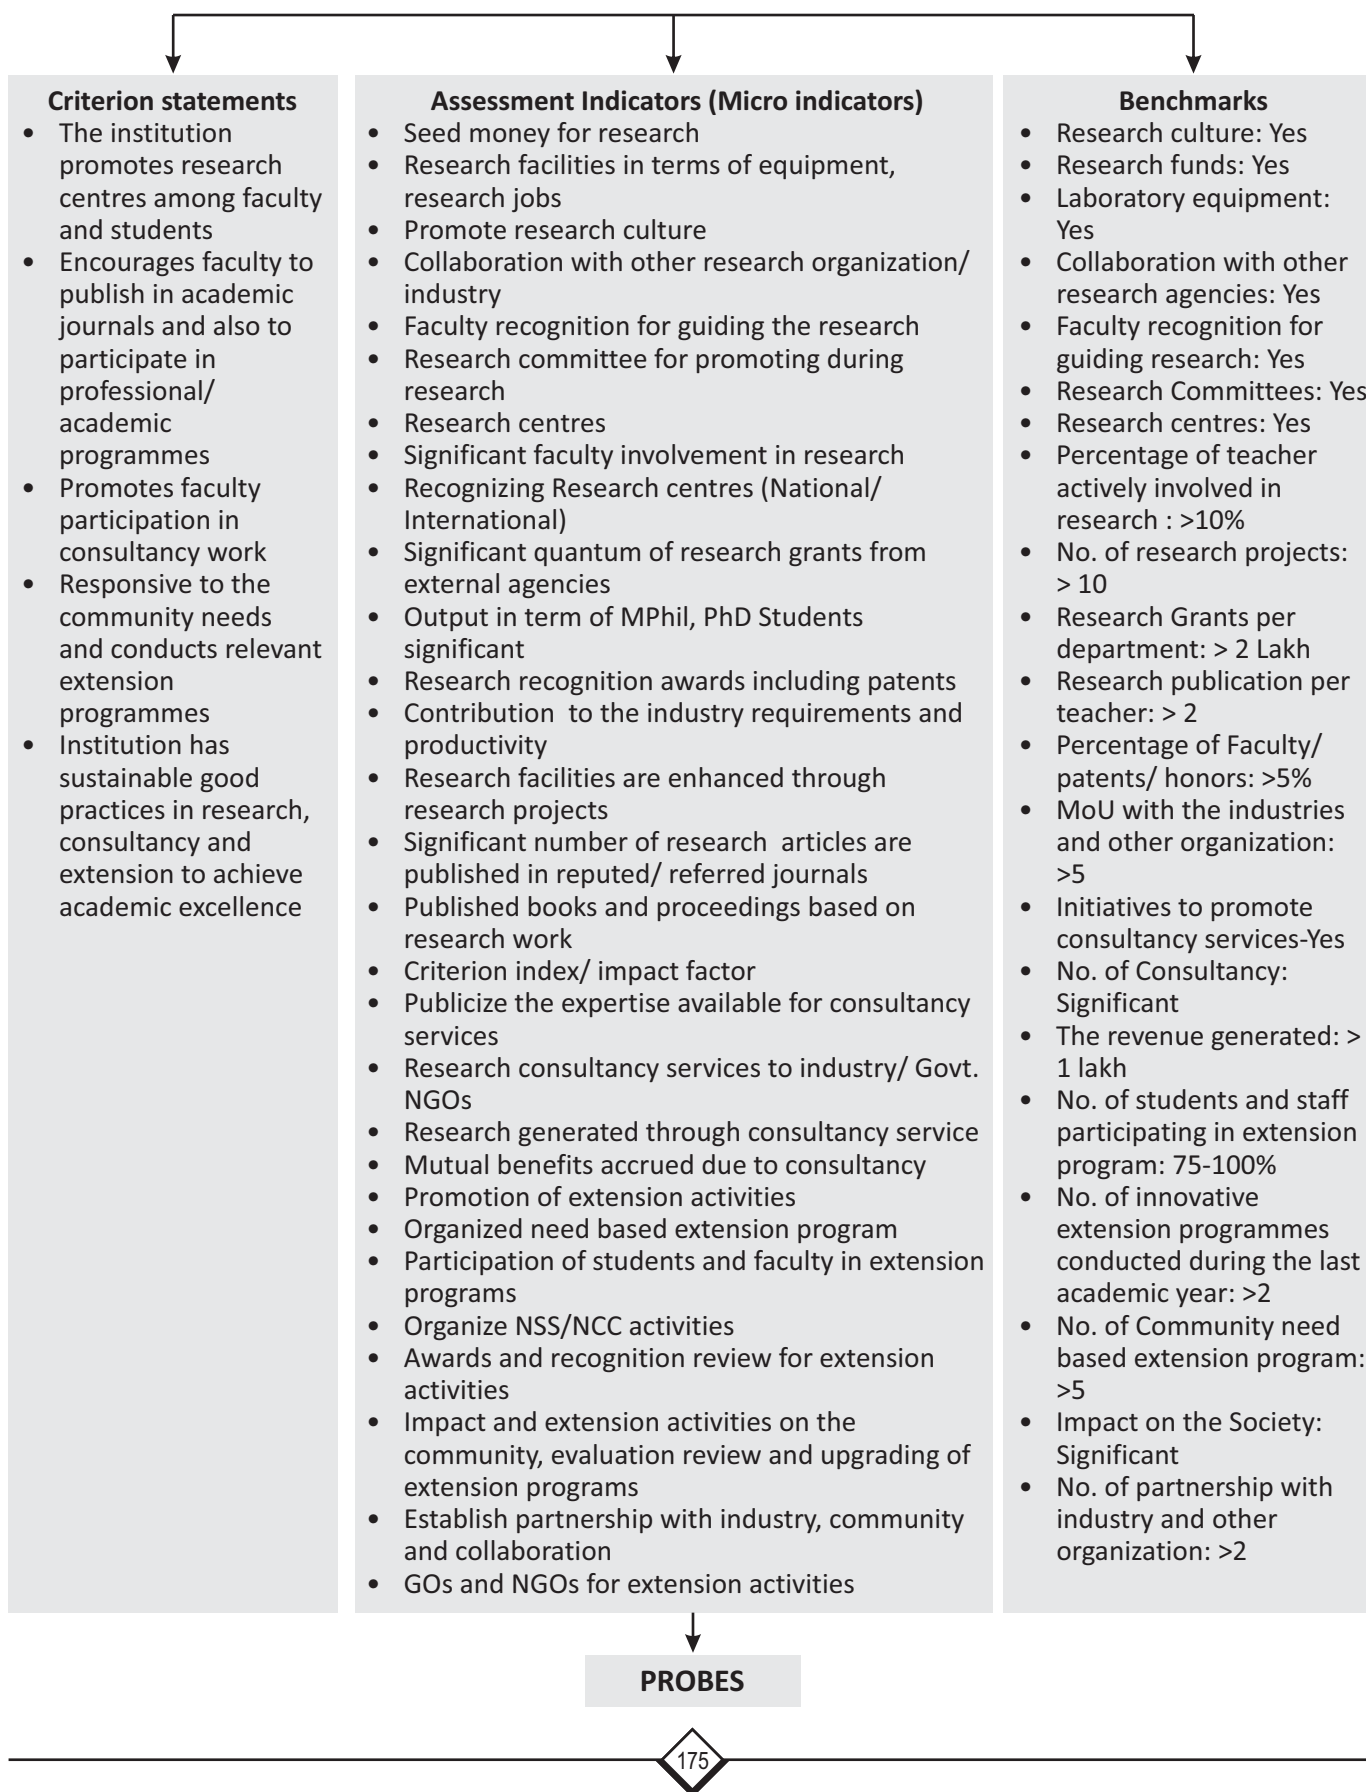 Criterion statements
• The institution
promotes research
centres among faculty
and students
• Encourages faculty to
publish in academic
journals and also to
participate in
professional/
academic
programmes
• Promotes faculty
participation in
consultancy work
• Responsive to the
community needs
and conducts relevant
extension
programmes
• Institution has
sustainable good
practices in research,
consultancy and
extension to achieve
academic excellence
Assessment Indicators (Micro indicators)
• Seed money for research
• Research facilities in terms of equipment,
research jobs
• Promote research culture
• Collaboration with other research organization/
industry
• Faculty recognition for guiding the research
• Research committee for promoting during
research
• Research centres
• Significant faculty involvement in research
• Recognizing Research centres (National/
International)
• Significant quantum of research grants from
external agencies
• Output in term of MPhil, PhD Students
significant
• Research recognition awards including patents
• Contribution to the industry requirements and
productivity
• Research facilities are enhanced through
research projects
• Significant number of research articles are
published in reputed/ referred journals
• Published books and proceedings based on
research work
• Criterion index/ impact factor
• Publicize the expertise available for consultancy
services
• Research consultancy services to industry/ Govt.
NGOs
• Research generated through consultancy service
• Mutual benefits accrued due to consultancy
• Promotion of extension activities
• Organized need based extension program
• Participation of students and faculty in extension
programs
• Organize NSS/NCC activities
• Awards and recognition review for extension
activities
• Impact and extension activities on the
community, evaluation review and upgrading of
extension programs
• Establish partnership with industry, community
and collaboration
• GOs and NGOs for extension activities
Benchmarks
• Research culture: Yes
• Research funds: Yes
• Laboratory equipment:
Yes
• Collaboration with other
research agencies: Yes
• Faculty recognition for
guiding research: Yes
• Research Committees: Yes
• Research centres: Yes
• Percentage of teacher
actively involved in
research : >10%
• No. of research projects:
> 10
• Research Grants per
department: > 2 Lakh
• Research publication per
teacher: > 2
• Percentage of Faculty/
patents/ honors: >5%
• MoU with the industries
and other organization:
>5
• Initiatives to promote
consultancy services-Yes
• No. of Consultancy:
Significant
• The revenue generated: >
1 lakh
• No. of students and staff
participating in extension
program: 75-100%
• No. of innovative
extension programmes
conducted during the last
academic year: >2
• No. of Community need
based extension program:
>5
• Impact on the Society:
Significant
• No. of partnership with
industry and other
organization: >2
PROBES
175